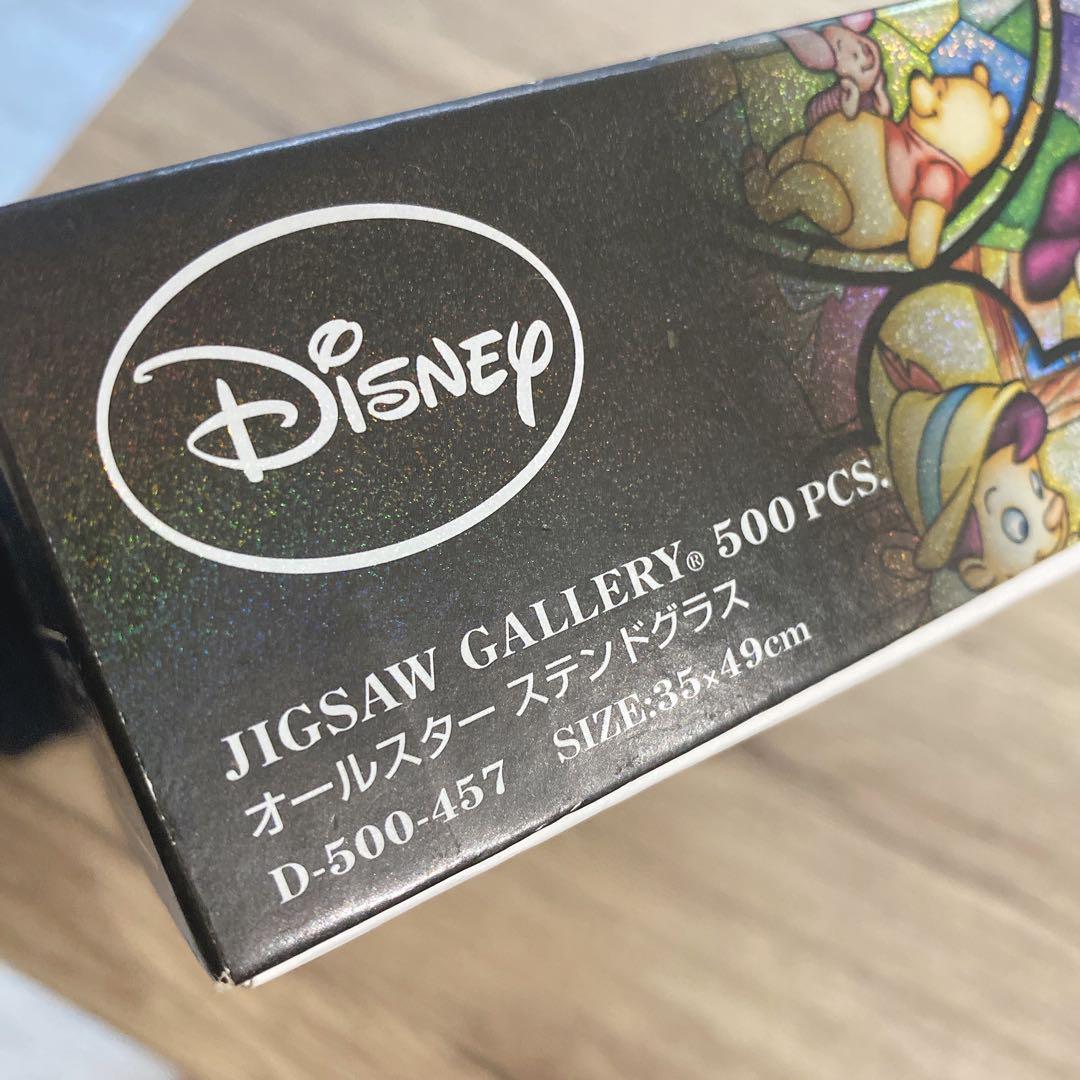 Disney
JIGSAW GALLERY® 500 PCS.
オールスター ステンドグラス
D-500-457 SIZE:35×49cm